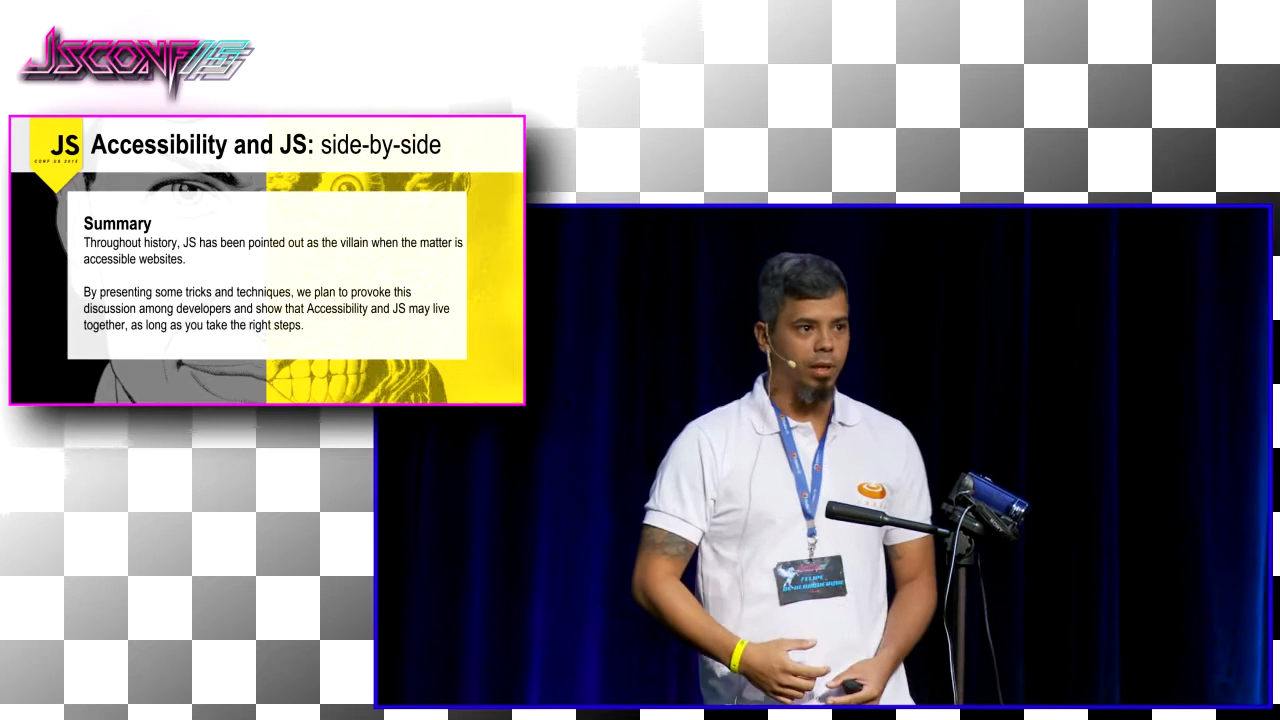 JSCONF15
JS
CONF US 2015
Accessibility and JS: side-by-side
Summary
Throughout history, JS has been pointed out as the villain when the matter is
accessible websites.
By presenting some tricks and techniques, we plan to provoke this
discussion among developers and show that Accessibility and JS may live
together, as long as you take the right steps.
FELIPE